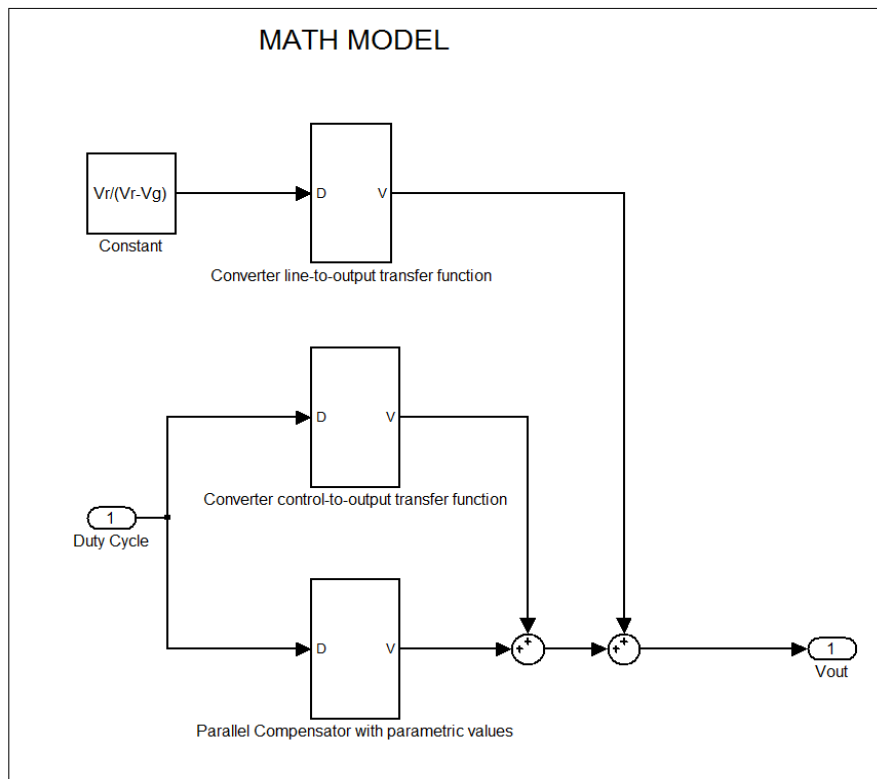 MATH MODEL
Vr/(Vr-Vg)
Constant
D
V
Converter line-to-output transfer function
D
V
Converter control-to-output transfer function
1
Duty Cycle
D
V
Parallel Compensator with parametric values
+
+
+
+
1
Vout